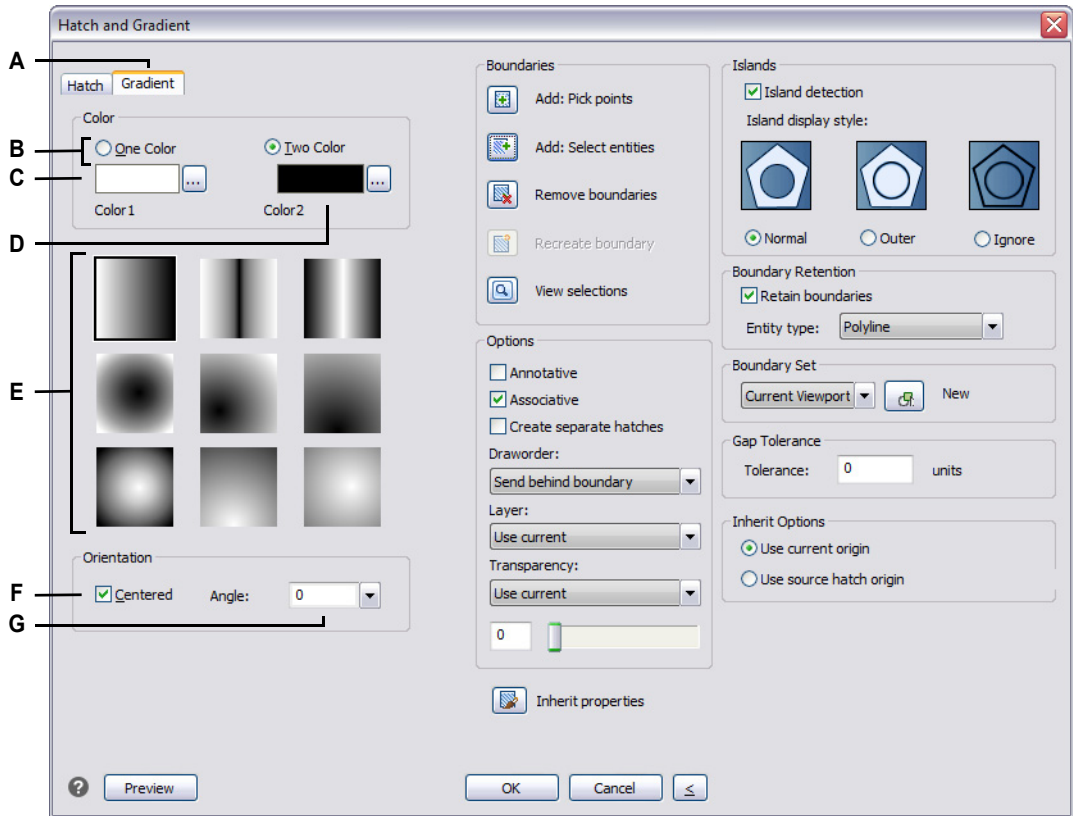 Hatch and Gradient
A
Hatch
Gradient
Color
B
One Color
Two Color
C
...
...
Color1
Color2
D
E
Orientation
F
Centered
Angle:
0
G
Boundaries
Add: Pick points
Add: Select entities
Remove boundaries
Recreate boundary
View selections
Options
Annotative
Associative
Create separate hatches
Draworder:
Send behind boundary
Layer:
Use current
Transparency:
Use current
0
Inherit properties
Islands
Island detection
Island display style:
Normal
Outer
Ignore
Boundary Retention
Retain boundaries
Entity type:
Polyline
Boundary Set
Current Viewport
New
Gap Tolerance
Tolerance:
0
units
Inherit Options
Use current origin
Use source hatch origin
?
Preview
OK
Cancel
<